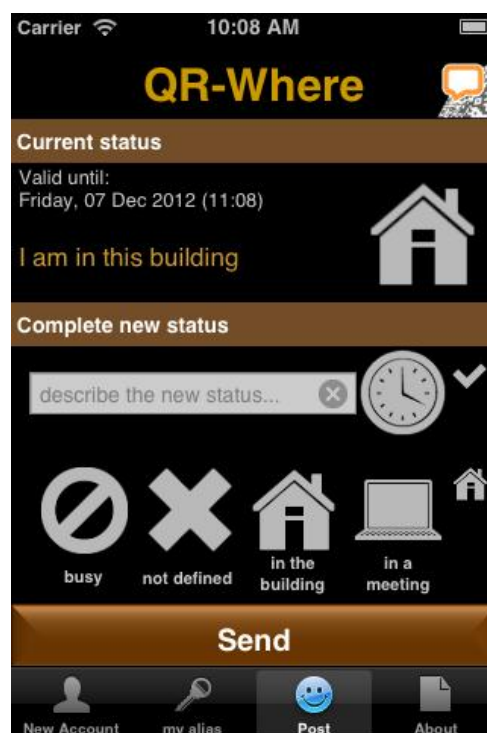 Carrier 10:08 AM
QR-Where
Current status
Valid until:
Friday, 07 Dec 2012 (11:08)
I am in this building
Complete new status
describe the new status...
busy
not defined
in the
building
in a
meeting
Send
New Account my alias Post About